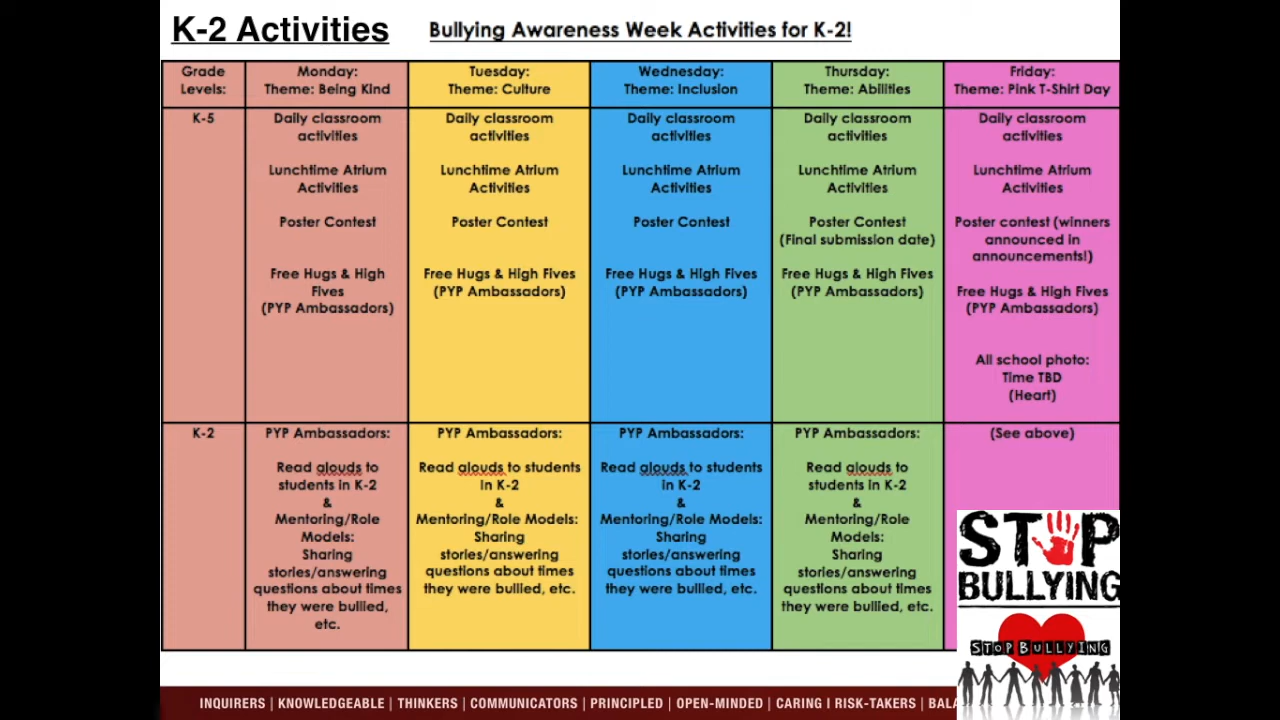 K-2 Activities
Bullying Awareness Week Activities for K-2!
Grade
Levels:
Monday:
Theme: Being Kind
Tuesday:
Theme: Culture
Wednesday:
Theme: Inclusion
Thursday:
Theme: Abilities
Friday:
Theme: Pink T-Shirt Day
K-5
Daily classroom
activities
Lunchtime Atrium
Activities
Poster Contest
Free Hugs & High
Fives
(PYP Ambassadors)
Daily classroom
activities
Lunchtime Atrium
Activities
Poster Contest
Free Hugs & High Fives
(PYP Ambassadors)
Daily classroom
activities
Lunchtime Atrium
Activities
Poster Contest
Free Hugs & High Fives
(PYP Ambassadors)
Daily classroom
activities
Lunchtime Atrium
Activities
Poster Contest
(Final submission date)
Free Hugs & High Fives
(PYP Ambassadors)
Daily classroom
activities
Lunchtime Atrium
Activities
Poster contest (winners
announced in
announcements!)
Free Hugs & High Fives
(PYP Ambassadors)
All school photo:
Time TBD
(Heart)
K-2
PYP Ambassadors:
Read alouds to
students in K-2
&
Mentoring/Role
Models:
Sharing
stories/answering
questions about times
they were bullied,
etc.
PYP Ambassadors:
Read alouds to students
in K-2
&
Mentoring/Role Models:
Sharing
stories/answering
questions about times
they were bullied, etc.
PYP Ambassadors:
Read alouds to students
in K-2
&
Mentoring/Role Models:
Sharing
stories/answering
questions about times
they were bullied, etc.
PYP Ambassadors:
Read alouds to
students in K-2
&
Mentoring/Role
Models:
Sharing
stories/answering
questions about times
they were bullied, etc.
(See above)
STOP
BULLYING
STOP BULLYING
INQUIRERS | KNOWLEDGEABLE | THINKERS | COMMUNICATORS | PRINCIPLED | OPEN-MINDED | CARING I RISK-TAKERS | BALA